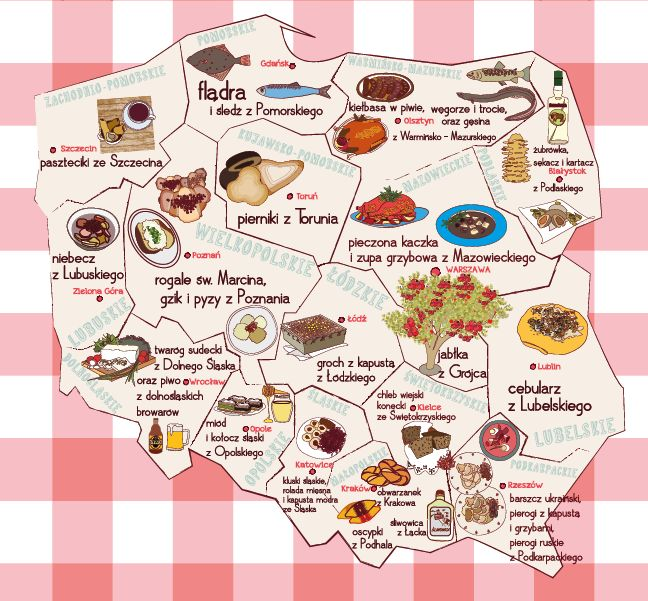 POMORSKIE
Gdańsk
flądra
i śledz z Pomorskiego
ZACHODNIO-POMORSKIE
Szczecin
paszteciki ze Szczecina
WARMIŃSKO-MAZURSKIE
kiełbasa w piwie,
węgorze i trocie,
Olsztyn
oraz gęsina
z Warmińsko - Mazurskiego
PODLASKIE
żubrówka,
sękacz i kartacz
Białystok
z Podlaskiego
KUJAWSKO-POMORSKIE
Toruń
pierniki z Torunia
MAZOWIECKIE
pieczona kaczka
i zupa grzybowa z Mazowieckiego
WARSZAWA
jabłka
z Grójca
niebecz
z Lubuskiego
Zielona Góra
LUBUSKIE
WIELKOPOLSKIE
Poznań
rogale św. Marcina,
gzik i pyzy z Poznania
ŁÓDZKIE
Łódź
groch z kapustą
z Łódzkiego
Lublin
cebularz
z Lubelskiego
LUBELSKIE
DOLNOŚLĄSKIE
twaróg sudecki
z Dolnego Śląska
oraz piwo
Wrocław
z dolnośląskich
browarów
OPOLSKIE
Opole
miód
i kołocz śląski
z Opolskiego
ŚLĄSKIE
Katowice
kluski śląskie,
rolada mięsna
i kapusta modra
ze Śląska
ŚWIĘTOKRZYSKIE
chleb wiejski
konecki
Kielce
ze Świętokrzyskiego
MAŁOPOLSKIE
Kraków
obwarzanek
z Krakowa
oscypki
z Podhala
śliwowica
z Łącka
PODKARPACKIE
Rzeszów
barszcz ukraiński,
pierogi z kapustą
i grzybami,
pierogi ruskie
z Podkarpackiego